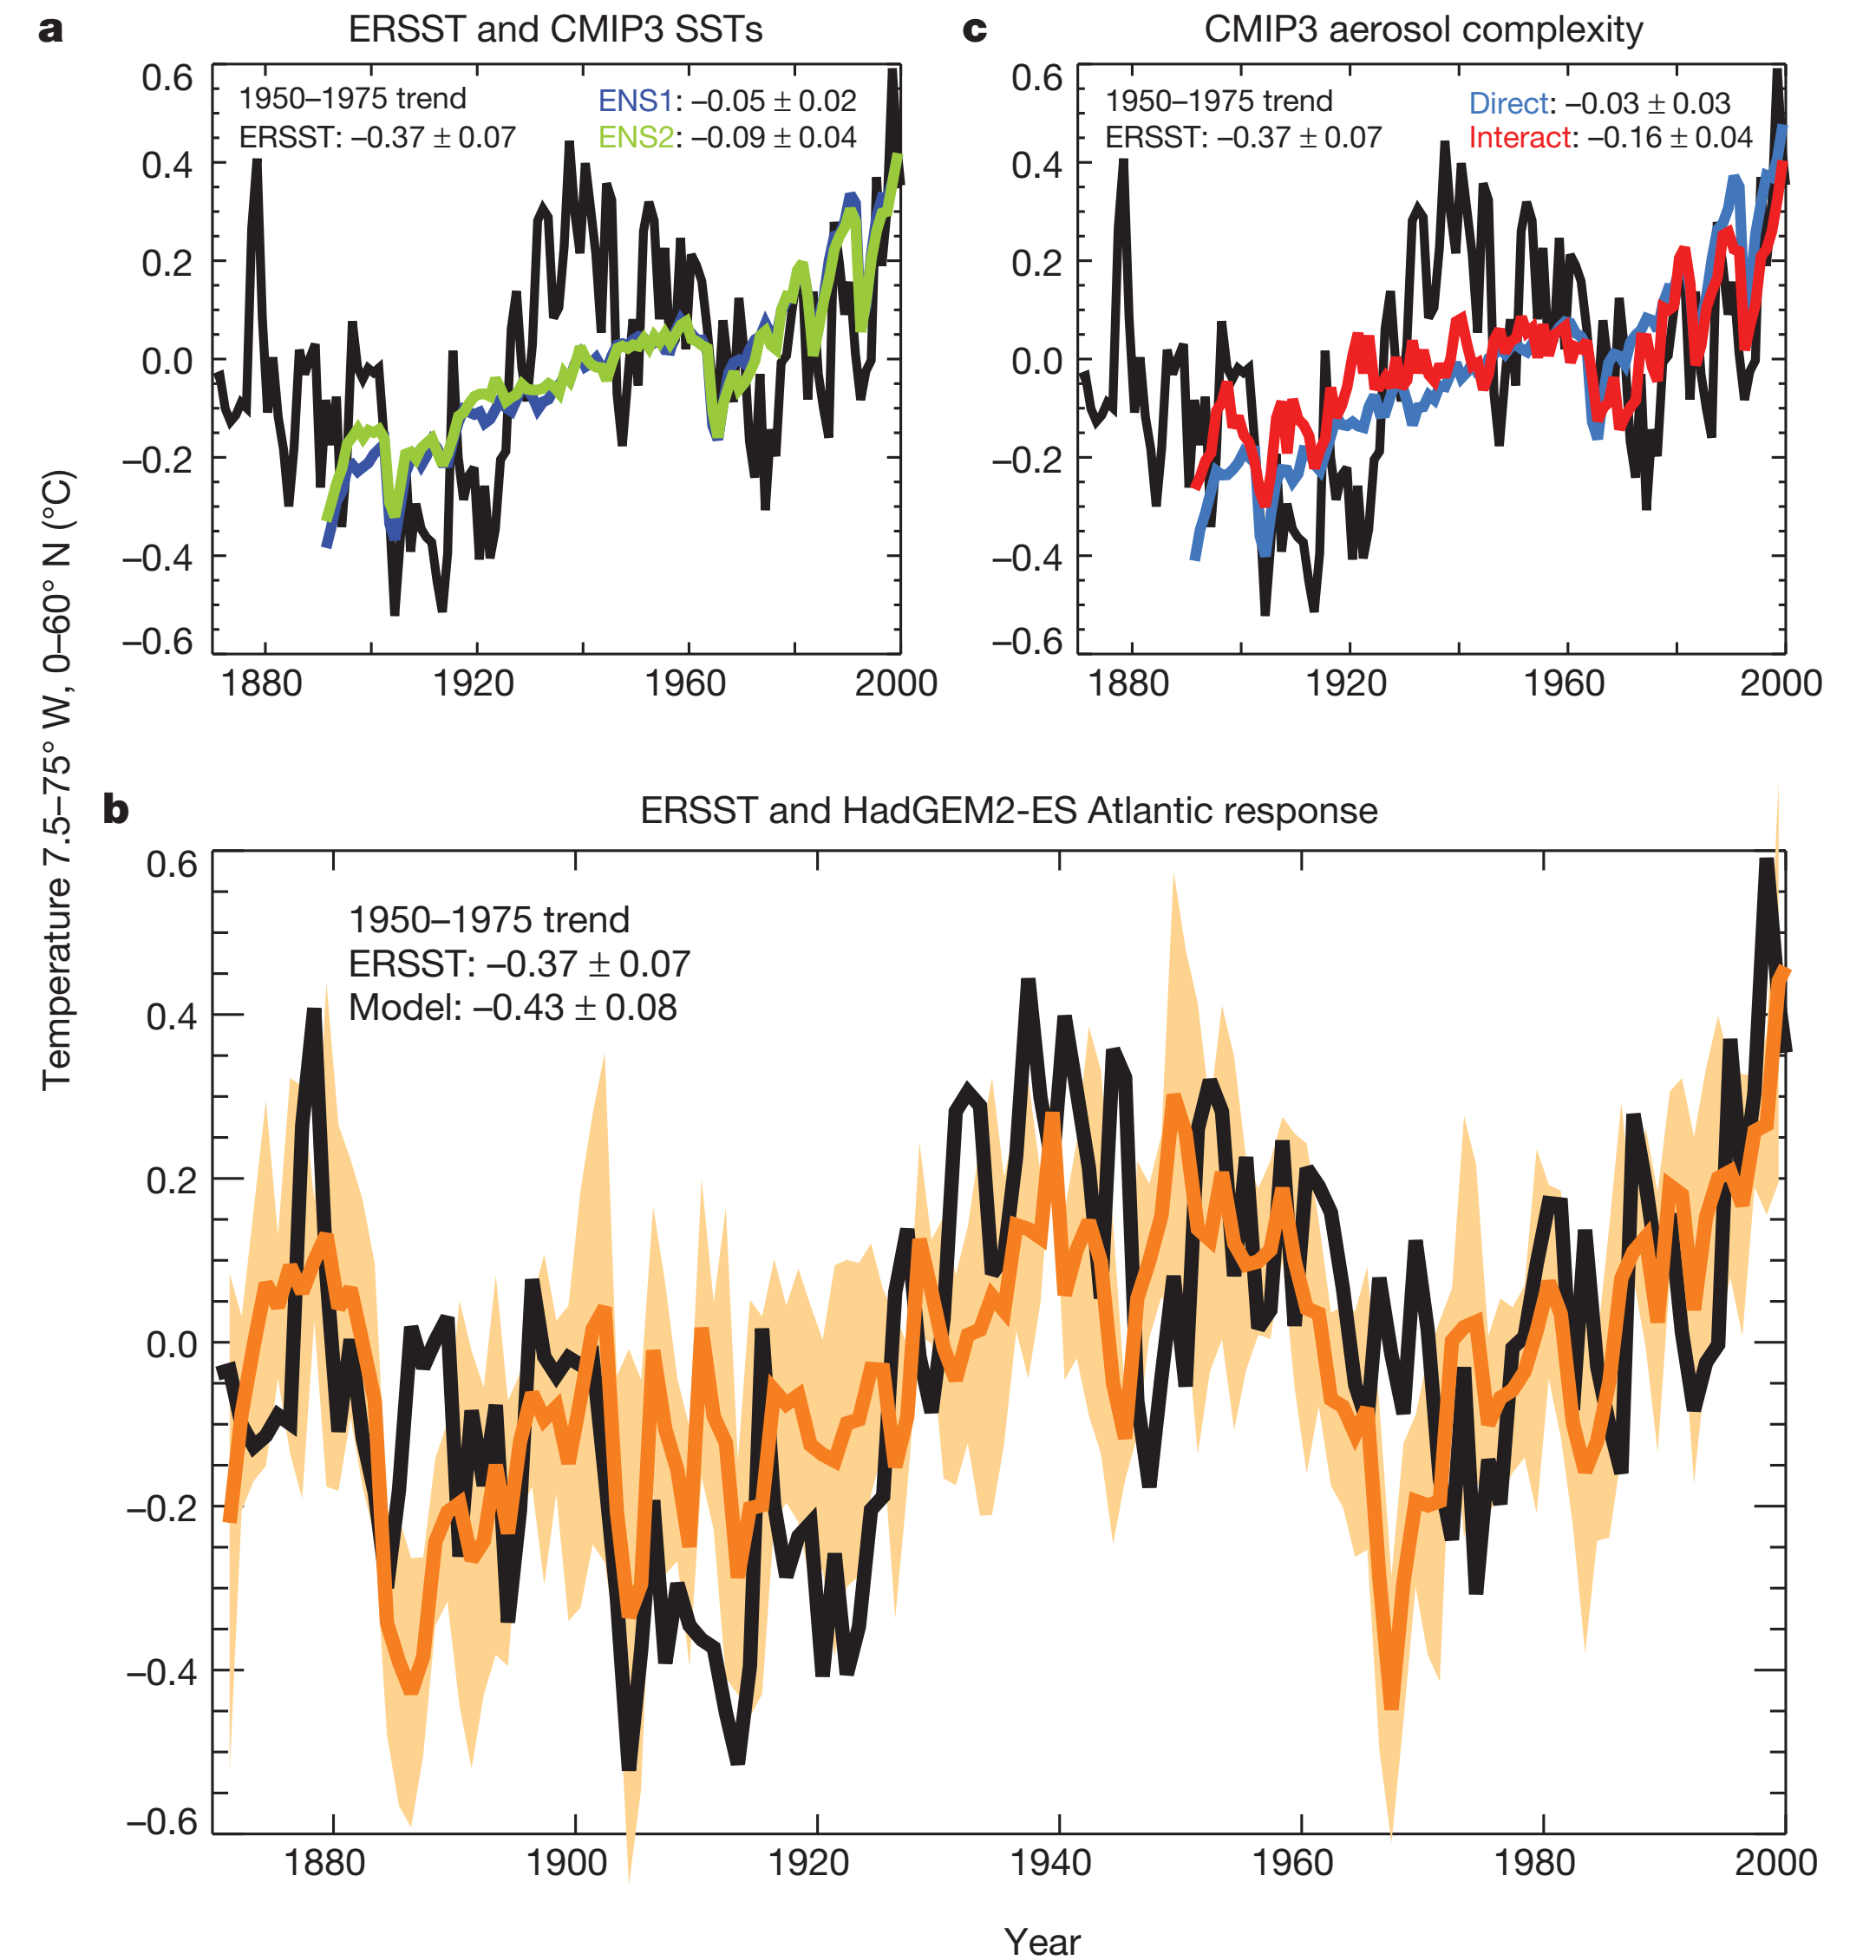 a
ERSST and CMIP3 SSTs
0.6
0.4
0.2
0.0
–0.2
–0.4
–0.6
1950–1975 trend
ERSST: –0.37 ± 0.07
ENS1: –0.05 ± 0.02
ENS2: –0.09 ± 0.04
1880 1920 1960 2000
c
CMIP3 aerosol complexity
0.6
0.4
0.2
0.0
–0.2
–0.4
–0.6
1950–1975 trend
ERSST: –0.37 ± 0.07
Direct: –0.03 ± 0.03
Interact: –0.16 ± 0.04
1880 1920 1960 2000
Temperature 7.5–75° W, 0–60° N (°C)
b
ERSST and HadGEM2-ES Atlantic response
0.6
0.4
0.2
0.0
–0.2
–0.4
–0.6
1950–1975 trend
ERSST: –0.37 ± 0.07
Model: –0.43 ± 0.08
1880 1900 1920 1940 1960 1980 2000
Year